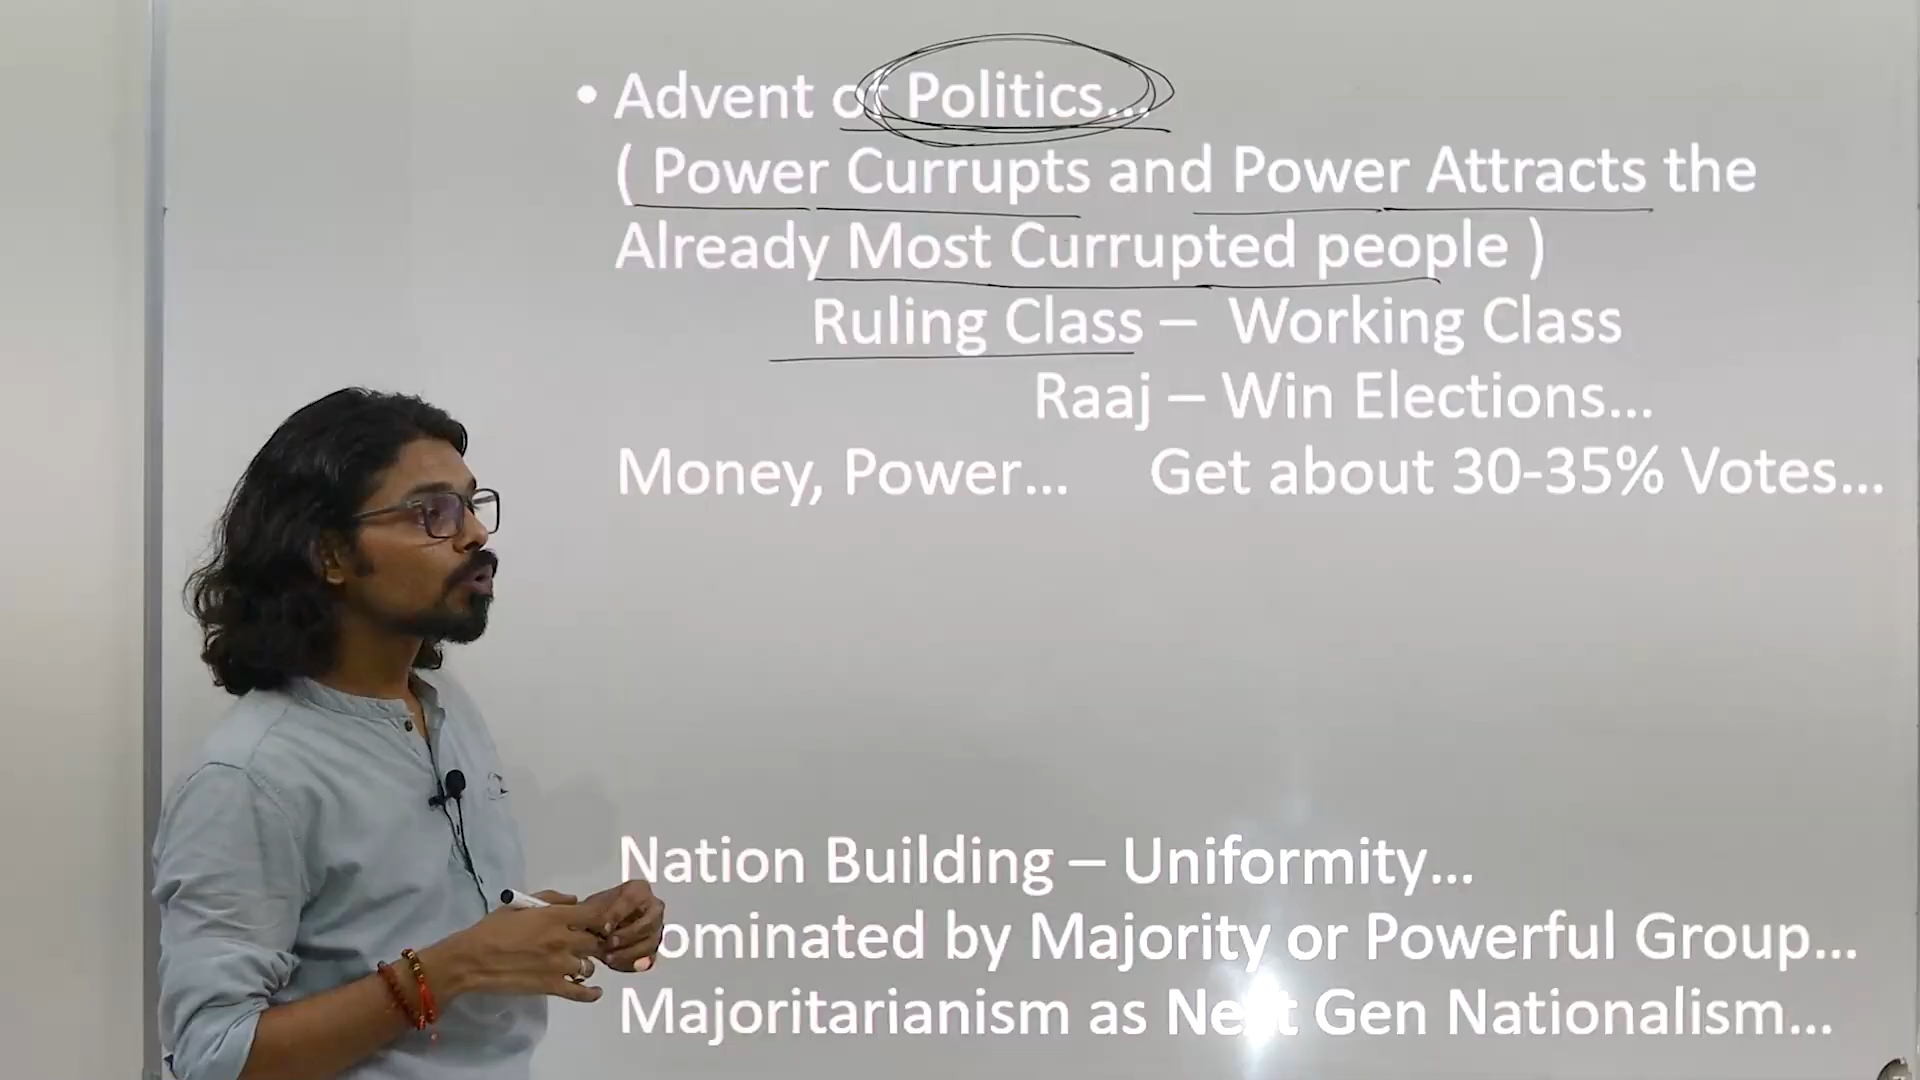 • Advent of Politics...
( Power Currupts and Power Attracts the
Already Most Currupted people )
Ruling Class – Working Class
Raaj – Win Elections...
Money, Power... Get about 30-35% Votes...
Nation Building – Uniformity...
ominated by Majority or Powerful Group...
Majoritarianism as Next Gen Nationalism...